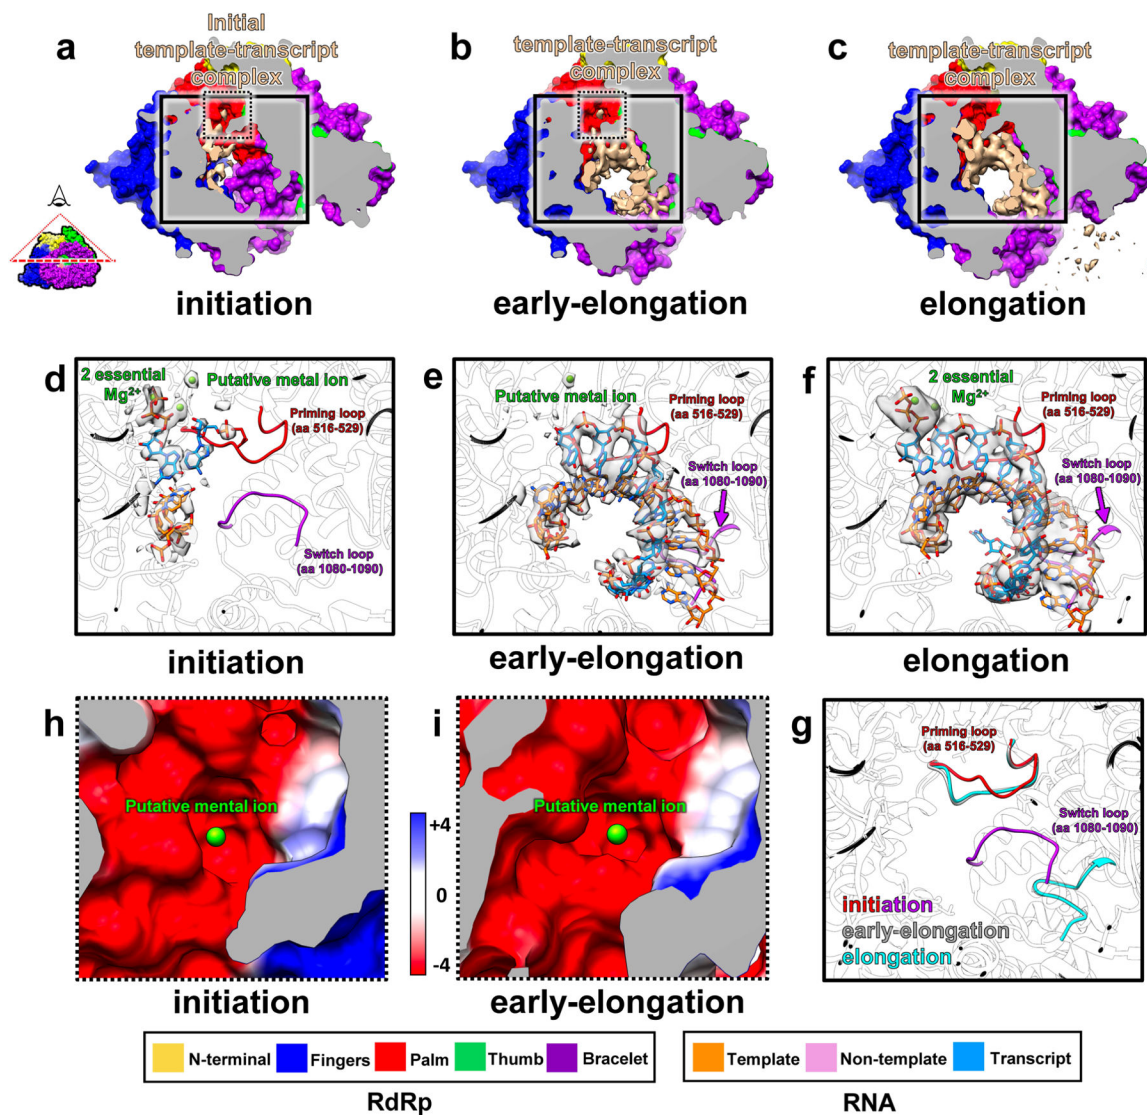 a
Initial
template-transcript
complex
initiation
b
template-transcript
complex
early-elongation
c
template-transcript
complex
elongation
d
2 essential
Mg2+
Putative metal ion
Priming loop
(aa 516-529)
Switch loop
(aa 1080-1090)
initiation
e
Putative metal ion
Priming loop
(aa 516-529)
Switch loop
(aa 1080-1090)
early-elongation
f
2 essential
Mg2+
Priming loop
(aa 516-529)
Switch loop
(aa 1080-1090)
elongation
h
Putative mental ion
initiation
+4
0
-4
i
Putative mental ion
early-elongation
g
Priming loop
(aa 516-529)
Switch loop
(aa 1080-1090)
initiation
early-elongation
elongation
N-terminal Fingers Palm Thumb Bracelet
RdRp
Template Non-template Transcript
RNA